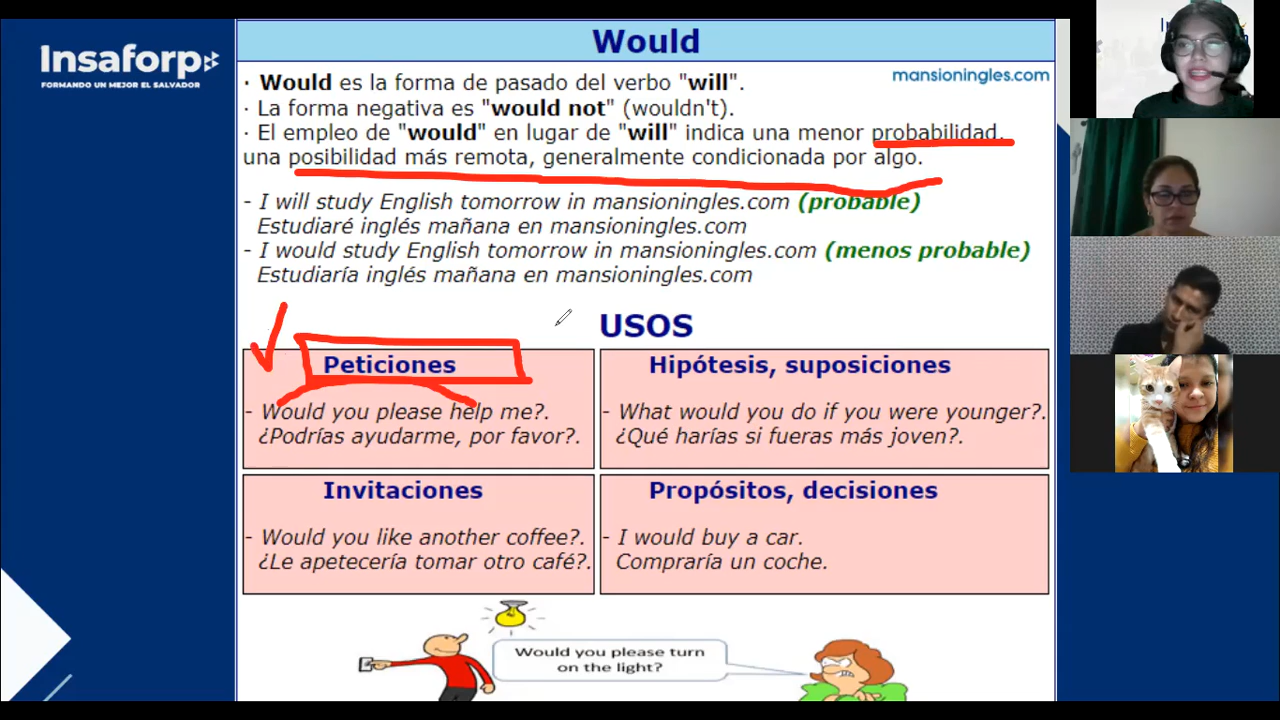 Insaforp
FORMANDO UN MEJOR EL SALVADOR
Would
mansioningles.com
· Would es la forma de pasado del verbo "will".
· La forma negativa es "would not" (wouldn't).
· El empleo de "would" en lugar de "will" indica una menor probabilidad,
una posibilidad más remota, generalmente condicionada por algo.
- I will study English tomorrow in mansioningles.com (probable)
Estudiaré inglés mañana en mansioningles.com
- I would study English tomorrow in mansioningles.com (menos probable)
Estudiaría inglés mañana en mansioningles.com
USOS
Peticiones
- Would you please help me?.
¿Podrías ayudarme, por favor?.
Hipótesis, suposiciones
- What would you do if you were younger?.
¿Qué harías si fueras más joven?.
Invitaciones
- Would you like another coffee?.
¿Le apetecería tomar otro café?.
Propósitos, decisiones
- I would buy a car.
Compraría un coche.
Would you please turn
on the light?